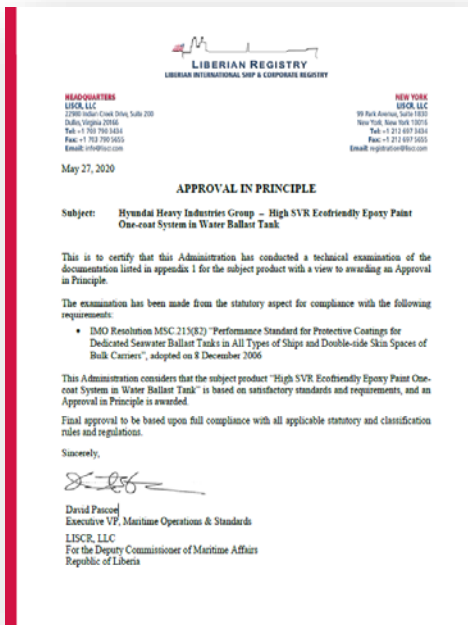 LIBERIAN REGISTRY
LIBERIAN INTERNATIONAL SHIP & CORPORATE REGISTRY
HEADQUARTERS
LISCR, LLC
22980 Indian Creek Drive, Suite 200
Dulles, Virginia 20166
Tel: +1 703 790 3434
Fax: +1 703 790 5655
Email: info@liscr.com
NEW YORK
LISCR, LLC
99 Park Avenue, Suite 1830
New York, New York 10016
Tel: +1 212 697 3434
Fax: +1 212 697 5655
Email: registration@liscr.com
May 27, 2020
APPROVAL IN PRINCIPLE
Subject: Hyundai Heavy Industries Group – High SVR Ecofriendly Epoxy Paint
One-coat System in Water Ballast Tank
This is to certify that this Administration has conducted a technical examination of the
documentation listed in appendix 1 for the subject product with a view to awarding an Approval
in Principle.
The examination has been made from the statutory aspect for compliance with the following
requirements:
• IMO Resolution MSC.215(82) "Performance Standard for Protective Coatings for
Dedicated Seawater Ballast Tanks in All Types of Ships and Double-side Skin Spaces of
Bulk Carriers", adopted on 8 December 2006
This Administration considers that the subject product "High SVR Ecofriendly Epoxy Paint One-
coat System in Water Ballast Tank" is based on satisfactory standards and requirements, and an
Approval in Principle is awarded.
Final approval to be based upon full compliance with all applicable statutory and classification
rules and regulations.
Sincerely,
David Pascoe
Executive VP, Maritime Operations & Standards
LISCR, LLC
For the Deputy Commissioner of Maritime Affairs
Republic of Liberia